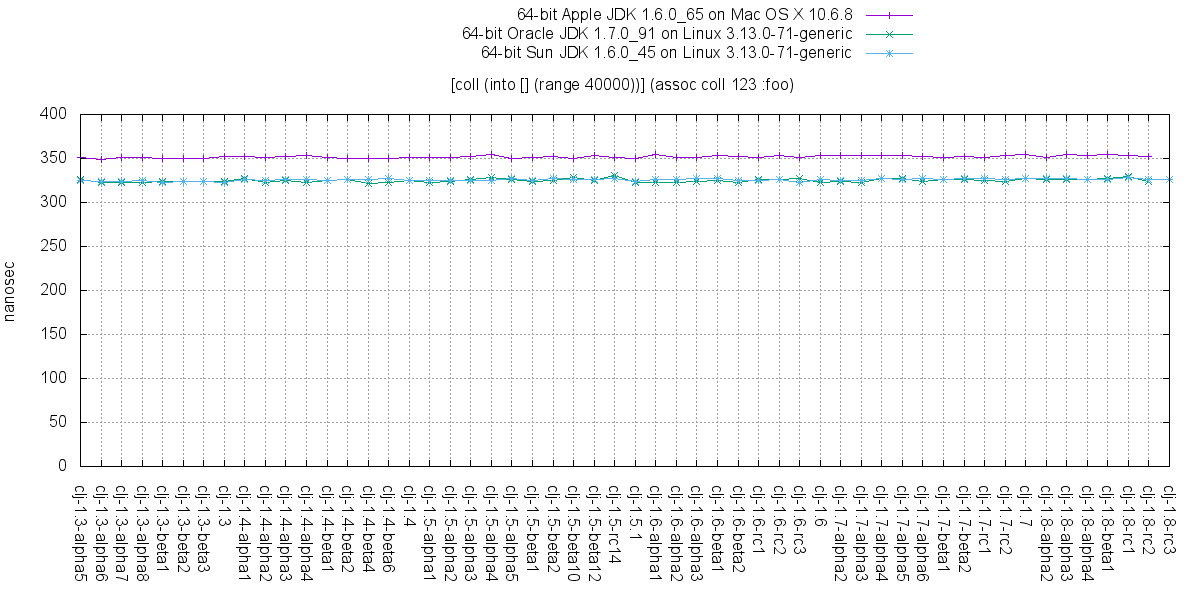 64-bit Apple JDK 1.6.0_65 on Mac OS X 10.6.8
64-bit Oracle JDK 1.7.0_91 on Linux 3.13.0-71-generic
64-bit Sun JDK 1.6.0_45 on Linux 3.13.0-71-generic
[coll (into [] (range 40000))] (assoc coll 123 :foo)
400
350
300
250
200
150
100
50
0
nanosec
clj-1.3-alpha5
clj-1.3-alpha6
clj-1.3-alpha7
clj-1.3-alpha8
clj-1.3-beta1
clj-1.3-beta2
clj-1.3-beta3
clj-1.3
clj-1.4-alpha1
clj-1.4-alpha2
clj-1.4-alpha3
clj-1.4-alpha4
clj-1.4-beta1
clj-1.4-beta2
clj-1.4-beta4
clj-1.4-beta6
clj-1.4
clj-1.5-alpha1
clj-1.5-alpha2
clj-1.5-alpha3
clj-1.5-alpha4
clj-1.5-alpha5
clj-1.5-beta1
clj-1.5-beta2
clj-1.5-beta10
clj-1.5-beta12
clj-1.5-rc14
clj-1.5.1
clj-1.6-alpha1
clj-1.6-alpha2
clj-1.6-alpha3
clj-1.6-beta1
clj-1.6-beta2
clj-1.6-rc1
clj-1.6-rc2
clj-1.6-rc3
clj-1.6
clj-1.7-alpha2
clj-1.7-alpha3
clj-1.7-alpha4
clj-1.7-alpha5
clj-1.7-alpha6
clj-1.7-beta1
clj-1.7-beta2
clj-1.7-rc1
clj-1.7-rc2
clj-1.7
clj-1.8-alpha2
clj-1.8-alpha3
clj-1.8-alpha4
clj-1.8-beta1
clj-1.8-rc1
clj-1.8-rc2
clj-1.8-rc3